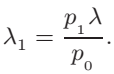 λ₁ = p₁λ / p₀.